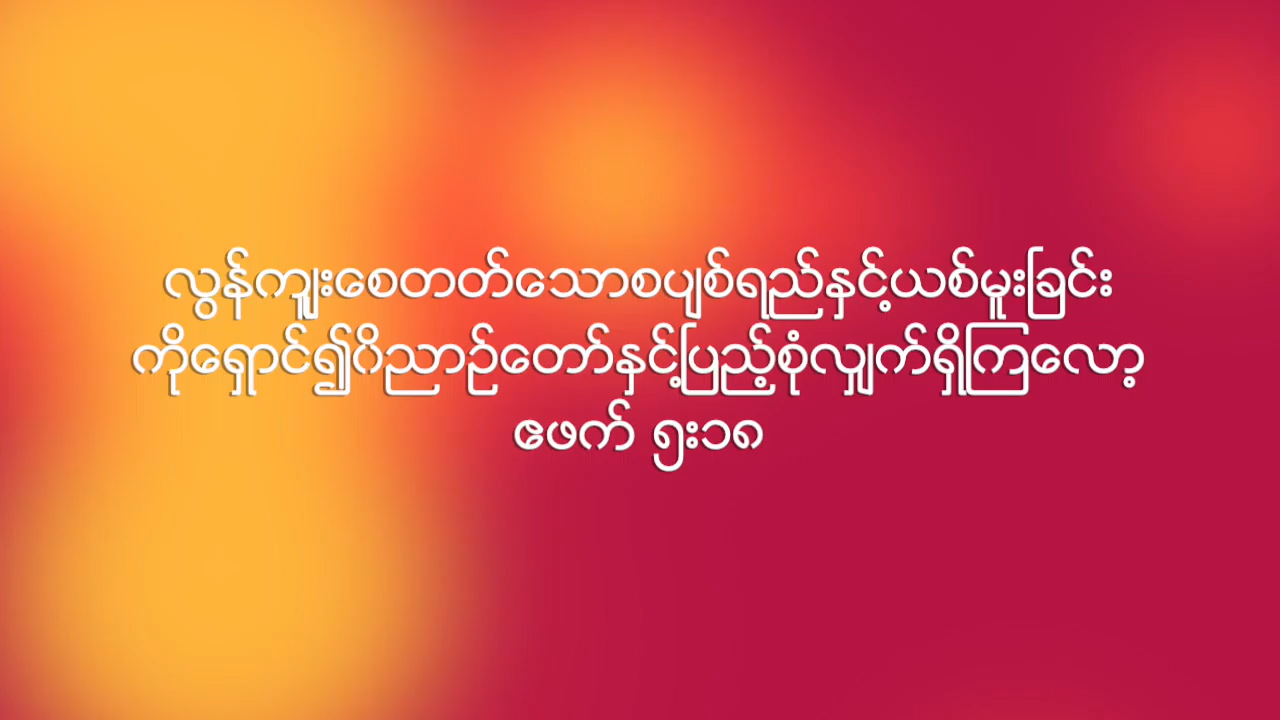 လွန်ကျူးစေတတ်သောစပျစ်ရည်နှင့်ယစ်မူးခြင်း
ကိုရှောင်၍ဝိညာဉ်တော်နှင့်ပြည့်စုံလျှက်ရှိကြလော့
ဧဖက် ၅း၁၈